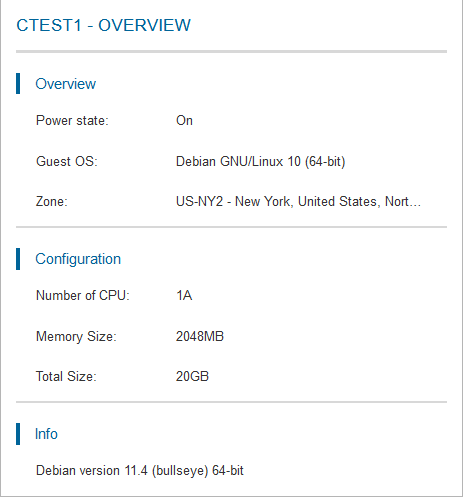 CTEST1 - OVERVIEW
Overview
Power state: On
Guest OS: Debian GNU/Linux 10 (64-bit)
Zone: US-NY2 - New York, United States, Nort...
Configuration
Number of CPU: 1A
Memory Size: 2048MB
Total Size: 20GB
Info
Debian version 11.4 (bullseye) 64-bit